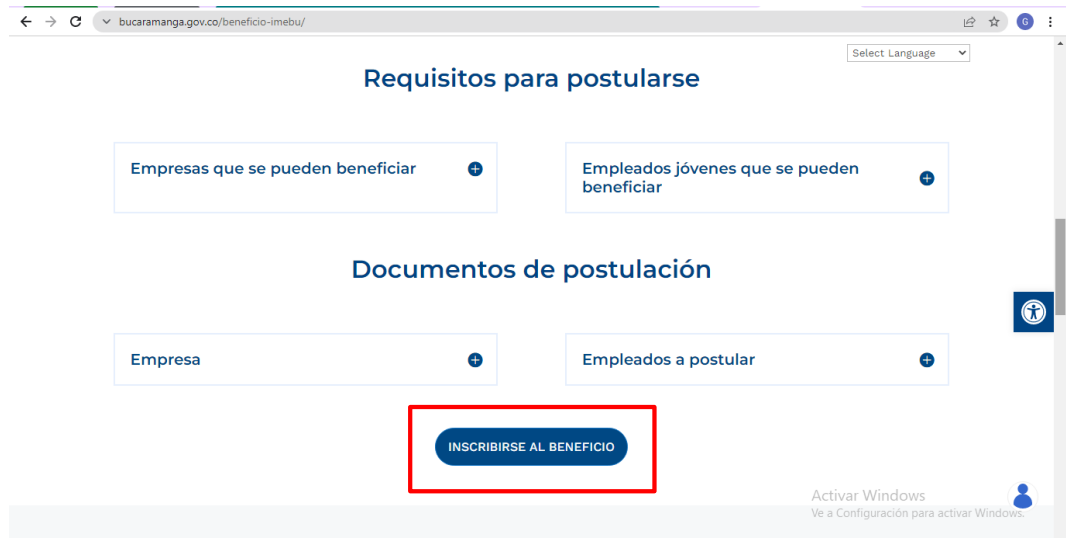 bucaramanga.gov.co/beneficio-imebu/
G
Select Language
Requisitos para postularse
Empresas que se pueden beneficiar
Empleados jóvenes que se pueden
beneficiar
Documentos de postulación
Empresa
Empleados a postular
INSCRIBIRSE AL BENEFICIO
Activar Windows
Ve a Configuración para activar Windows.